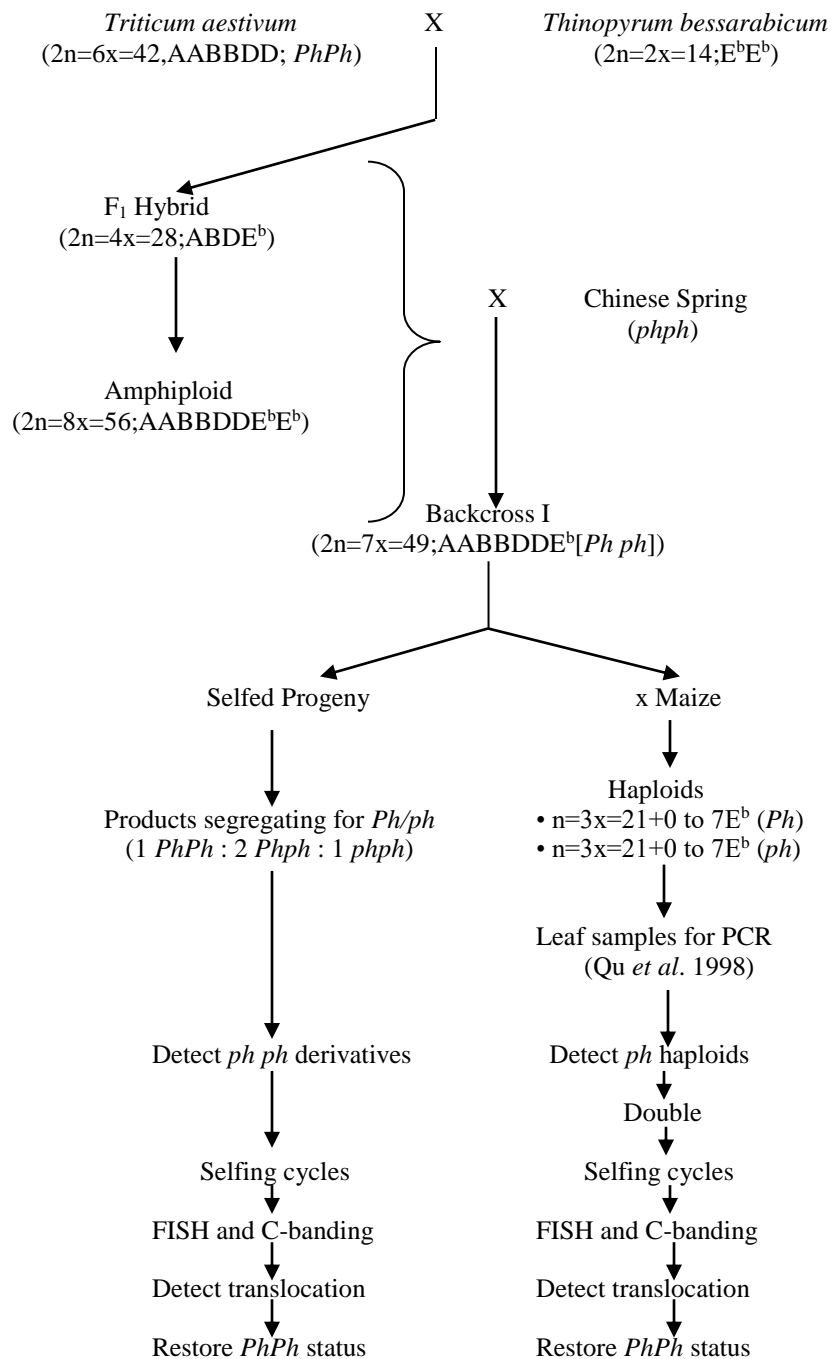 Triticum aestivum X Thinopyrum bessarabicum
(2n=6x=42,AABBDD; PhPh) (2n=2x=14;EᵇEᵇ)
F₁ Hybrid
(2n=4x=28;ABDEᵇ)
X Chinese Spring
(phph)
Amphiploid
(2n=8x=56;AABBDDEᵇEᵇ)
Backcross I
(2n=7x=49;AABBDDEᵇ[Ph ph])
Selfed Progeny
Products segregating for Ph/ph
(1 PhPh : 2 Phph : 1 phph)
Detect ph ph derivatives
Selfing cycles
FISH and C-banding
Detect translocation
Restore PhPh status
x Maize
Haploids
• n=3x=21+0 to 7Eᵇ (Ph)
• n=3x=21+0 to 7Eᵇ (ph)
Leaf samples for PCR
(Qu et al. 1998)
Detect ph haploids
Double
Selfing cycles
FISH and C-banding
Detect translocation
Restore PhPh status